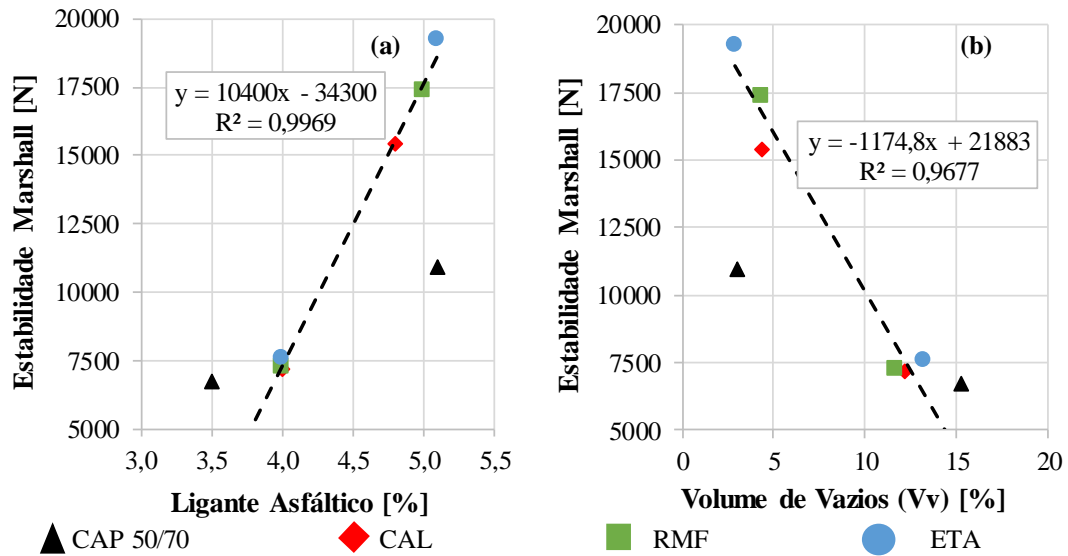 (a)
Estabilidade Marshall [N]
20000
17500
15000
12500
10000
7500
5000
y = 10400x - 34300
R² = 0,9969
3,0 3,5 4,0 4,5 5,0 5,5
Ligante Asfáltico [%]
(b)
Estabilidade Marshall [N]
20000
17500
15000
12500
10000
7500
5000
y = -1174,8x + 21883
R² = 0,9677
0 5 10 15 20
Volume de Vazios (Vv) [%]
CAP 50/70 CAL RMF ETA